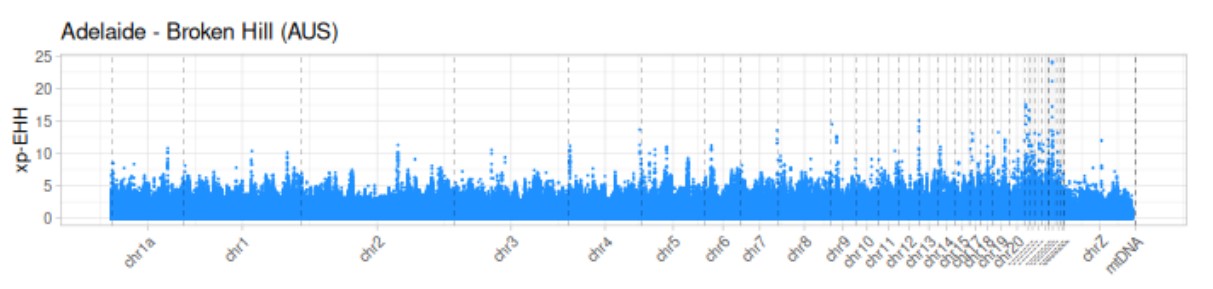 Adelaide - Broken Hill (AUS)
xp-EHH
25
20
15
10
5
0
chr1a chr1 chr2 chr3 chr4 chr5 chr6 chr7 chr8 chr9 chr10 chr11 chr12 chr13 chr14 chr15 chr17 chr18 chr19 chr20 chrZ mtDNA